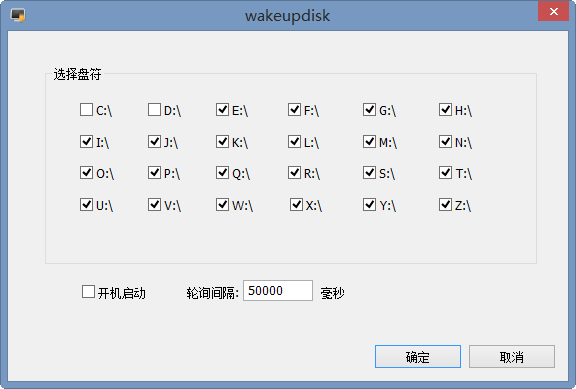 wakeupdisk
选择盘符
C:\ D:\ E:\ F:\ G:\ H:\
I:\ J:\ K:\ L:\ M:\ N:\
O:\ P:\ Q:\ R:\ S:\ T:\
U:\ V:\ W:\ X:\ Y:\ Z:\
开机启动 轮询间隔: 50000 毫秒
确定 取消